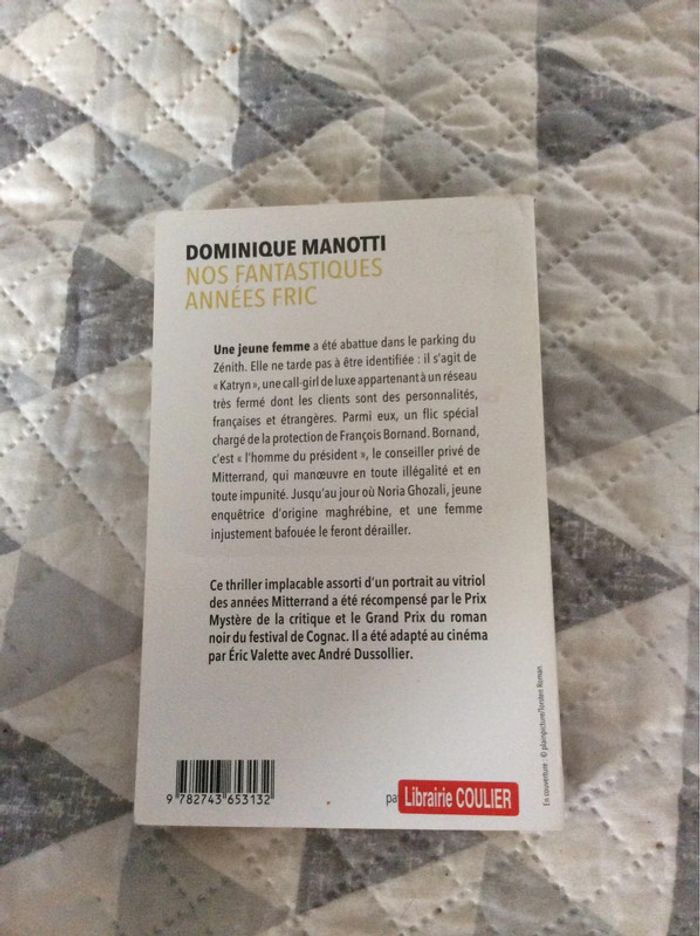 DOMINIQUE MANOTTI
NOS FANTASTIQUES
ANNÉES FRIC
Une jeune femme a été abattue dans le parking du
Zénith. Elle ne tarde pas à être identifiée : il s'agit de
« Katryn », une call-girl de luxe appartenant à un réseau
très fermé dont les clients sont des personnalités,
françaises et étrangères. Parmi eux, un flic spécial
chargé de la protection de François Bornand. Bornand,
c'est « l'homme du président », le conseiller privé de
Mitterrand, qui manœuvre en toute illégalité et en
toute impunité. Jusqu'au jour où Noria Ghozali, jeune
enquêtrice d'origine maghrébine, et une femme
injustement bafouée le feront dérailler.
Ce thriller implacable assorti d'un portrait au vitriol
des années Mitterrand a été récompensé par le Prix
Mystère de la critique et le Grand Prix du roman
noir du festival de Cognac. Il a été adapté au cinéma
par Éric Valette avec André Dussollier.
En couverture : © plainpicture/Torsten Roman
9 782743 653132
pa
Librairie COULIER